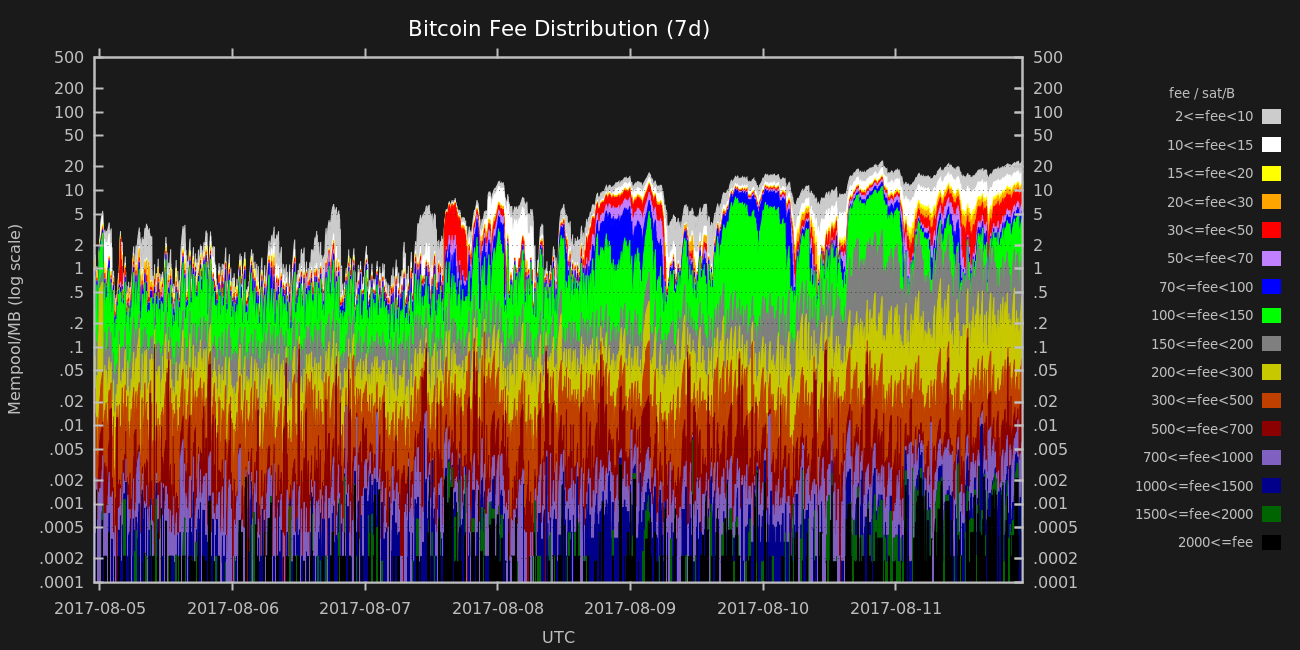 Bitcoin Fee Distribution (7d)
Mempool/MB (log scale)
500
200
100
50
20
10
5
2
1
.5
.2
.1
.05
.02
.01
.005
.002
.001
.0005
.0002
.0001
2017-08-05 2017-08-06 2017-08-07 2017-08-08 2017-08-09 2017-08-10 2017-08-11
UTC
500
200
100
50
20
10
5
2
1
.5
.2
.1
.05
.02
.01
.005
.002
.001
.0005
.0002
.0001
fee / sat/B
2<=fee<10
10<=fee<15
15<=fee<20
20<=fee<30
30<=fee<50
50<=fee<70
70<=fee<100
100<=fee<150
150<=fee<200
200<=fee<300
300<=fee<500
500<=fee<700
700<=fee<1000
1000<=fee<1500
1500<=fee<2000
2000<=fee